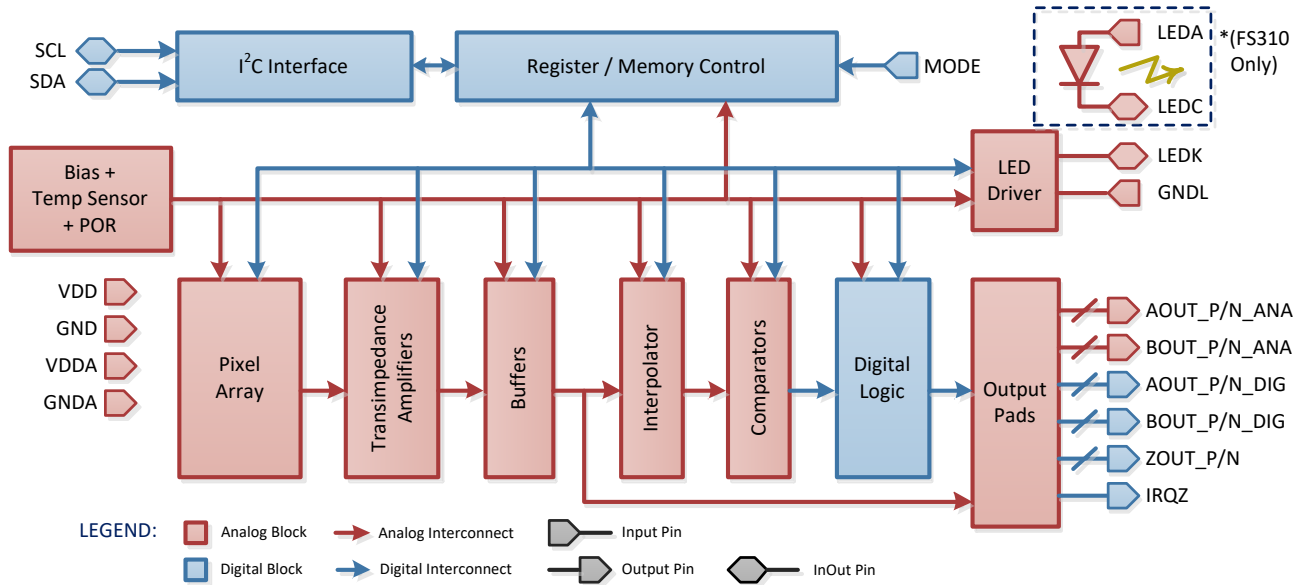 SCL
SDA
I²C Interface
Register / Memory Control
MODE
LEDA
LEDC
*(FS310
Only)
Bias +
Temp Sensor
+ POR
LED
Driver
LEDK
GNDL
VDD
GND
VDDA
GNDA
Pixel
Array
Transimpedance
Amplifiers
Buffers
Interpolator
Comparators
Digital
Logic
Output
Pads
AOUT_P/N_ANA
BOUT_P/N_ANA
AOUT_P/N_DIG
BOUT_P/N_DIG
ZOUT_P/N
IRQZ
LEGEND:
Analog Block
Analog Interconnect
Input Pin
Digital Block
Digital Interconnect
Output Pin
InOut Pin